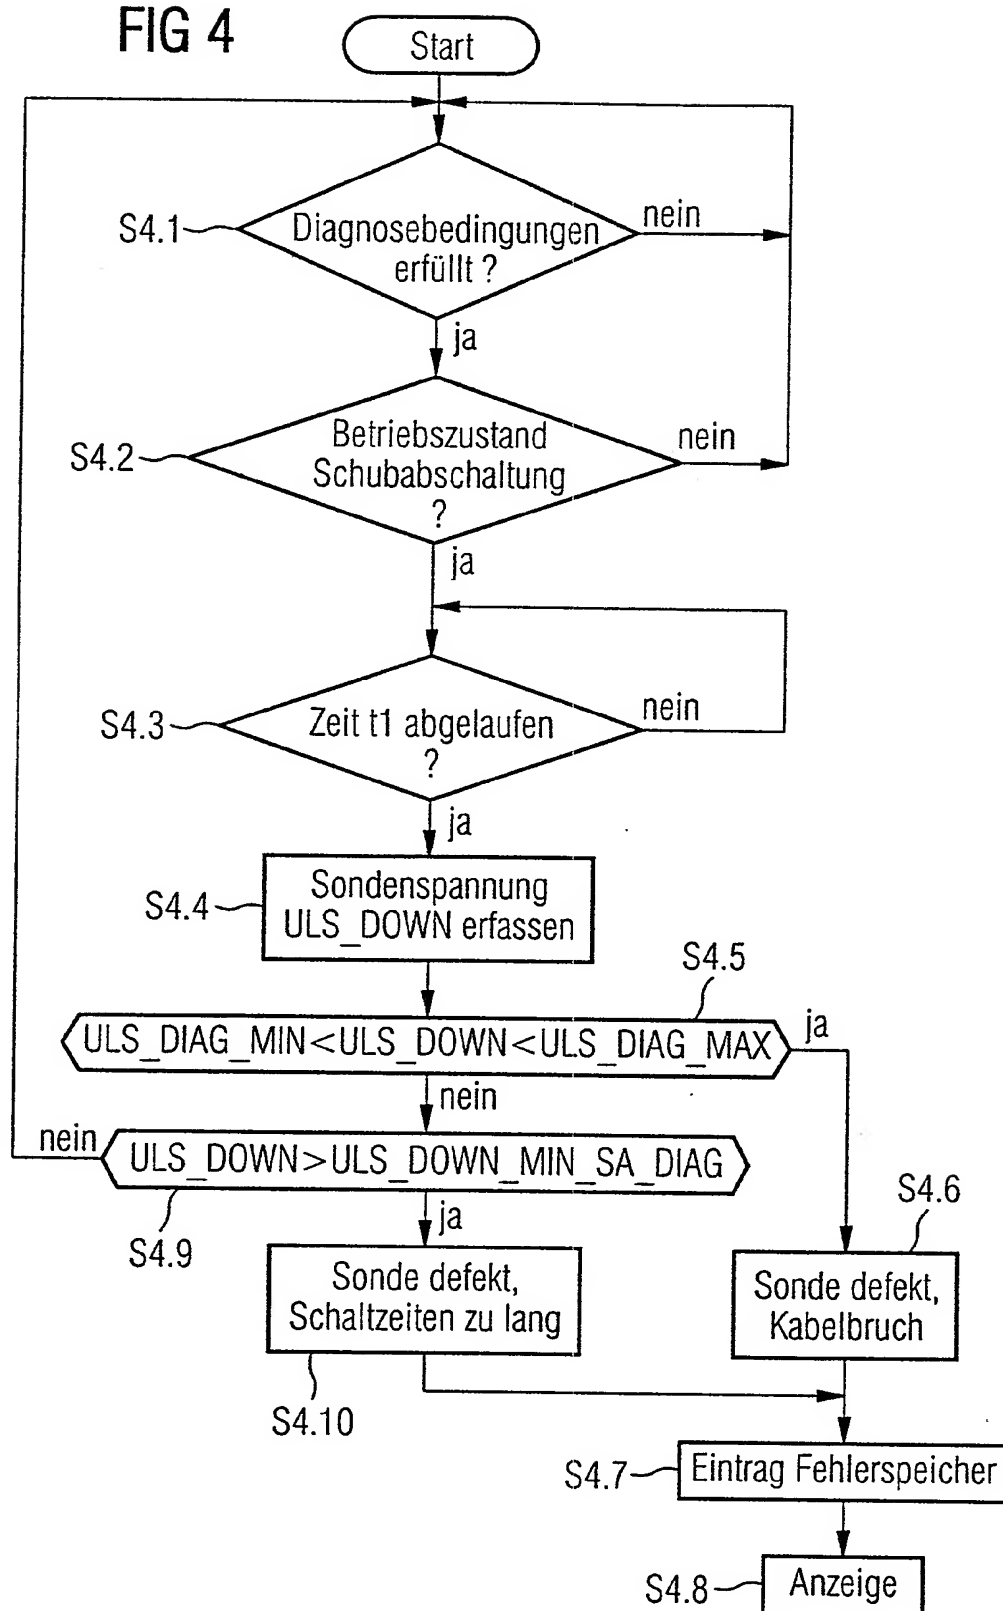 FIG 4
Start
S4.1
Diagnosebedingungen
erfüllt ?
nein
ja
S4.2
Betriebszustand
Schubabschaltung
?
nein
ja
S4.3
Zeit t1 abgelaufen
?
nein
ja
S4.4
Sondenspannung
ULS_DOWN erfassen
S4.5
ULS_DIAG_MIN<ULS_DOWN<ULS_DIAG_MAX
ja
nein
nein
ULS_DOWN>ULS_DOWN_MIN_SA_DIAG
S4.9
ja
S4.6
Sonde defekt,
Schaltzeiten zu lang
Sonde defekt,
Kabelbruch
S4.10
S4.7
Eintrag Fehlerspeicher
S4.8
Anzeige